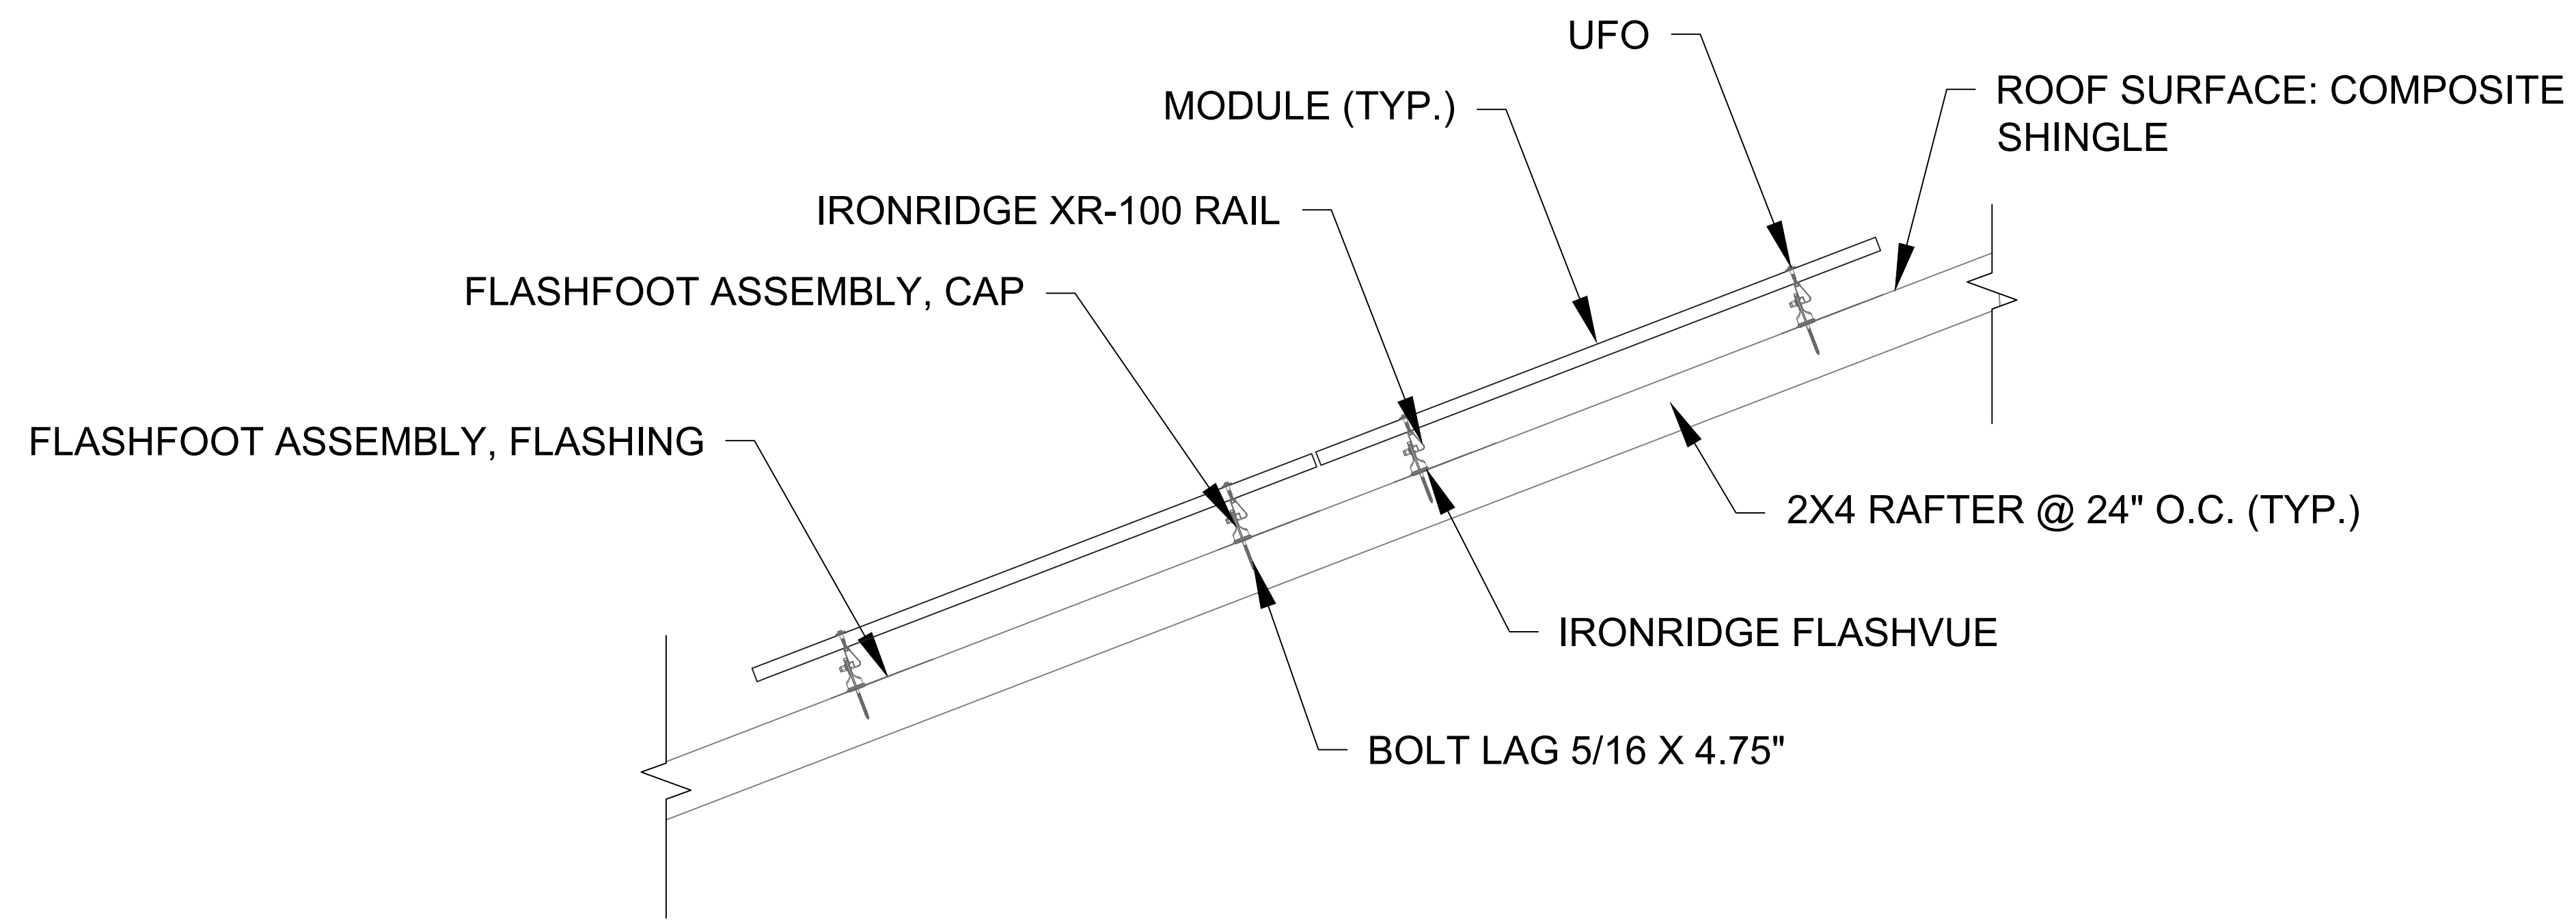 UFO
MODULE (TYP.)
ROOF SURFACE: COMPOSITE
SHINGLE
IRONRIDGE XR-100 RAIL
FLASHFOOT ASSEMBLY, CAP
FLASHFOOT ASSEMBLY, FLASHING
2X4 RAFTER @ 24" O.C. (TYP.)
IRONRIDGE FLASHVUE
BOLT LAG 5/16 X 4.75"